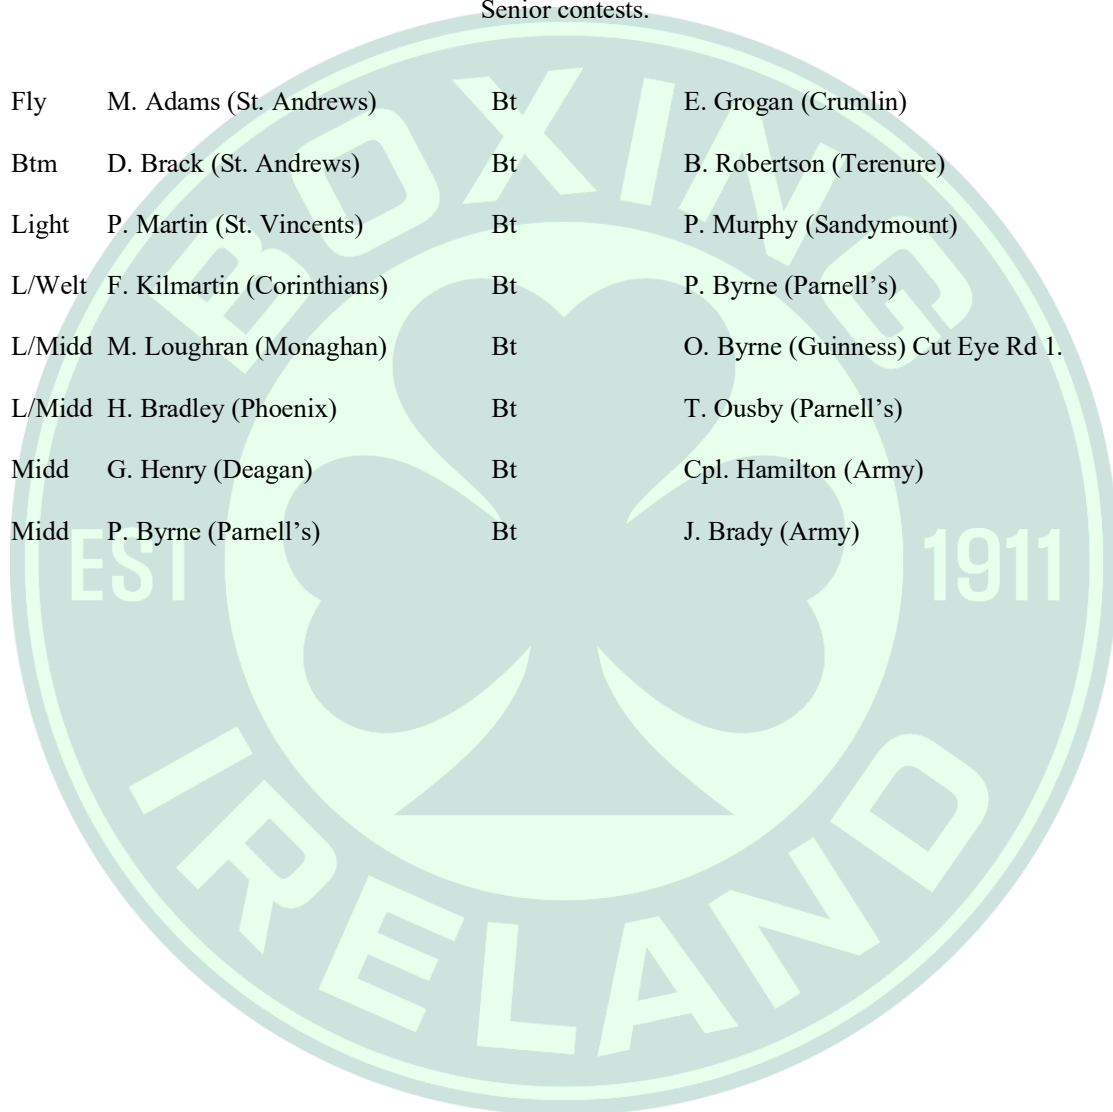 Senior contests.
Fly M. Adams (St. Andrews) Bt E. Grogan (Crumlin)
Btm D. Brack (St. Andrews) Bt B. Robertson (Terenure)
Light P. Martin (St. Vincents) Bt P. Murphy (Sandymount)
L/Welt F. Kilmartin (Corinthians) Bt P. Byrne (Parnell’s)
L/Midd M. Loughran (Monaghan) Bt O. Byrne (Guinness) Cut Eye Rd 1.
L/Midd H. Bradley (Phoenix) Bt T. Ousby (Parnell’s)
Midd G. Henry (Deagan) Bt Cpl. Hamilton (Army)
Midd P. Byrne (Parnell’s) Bt J. Brady (Army)
BOXING
EST 1911
IRELAND